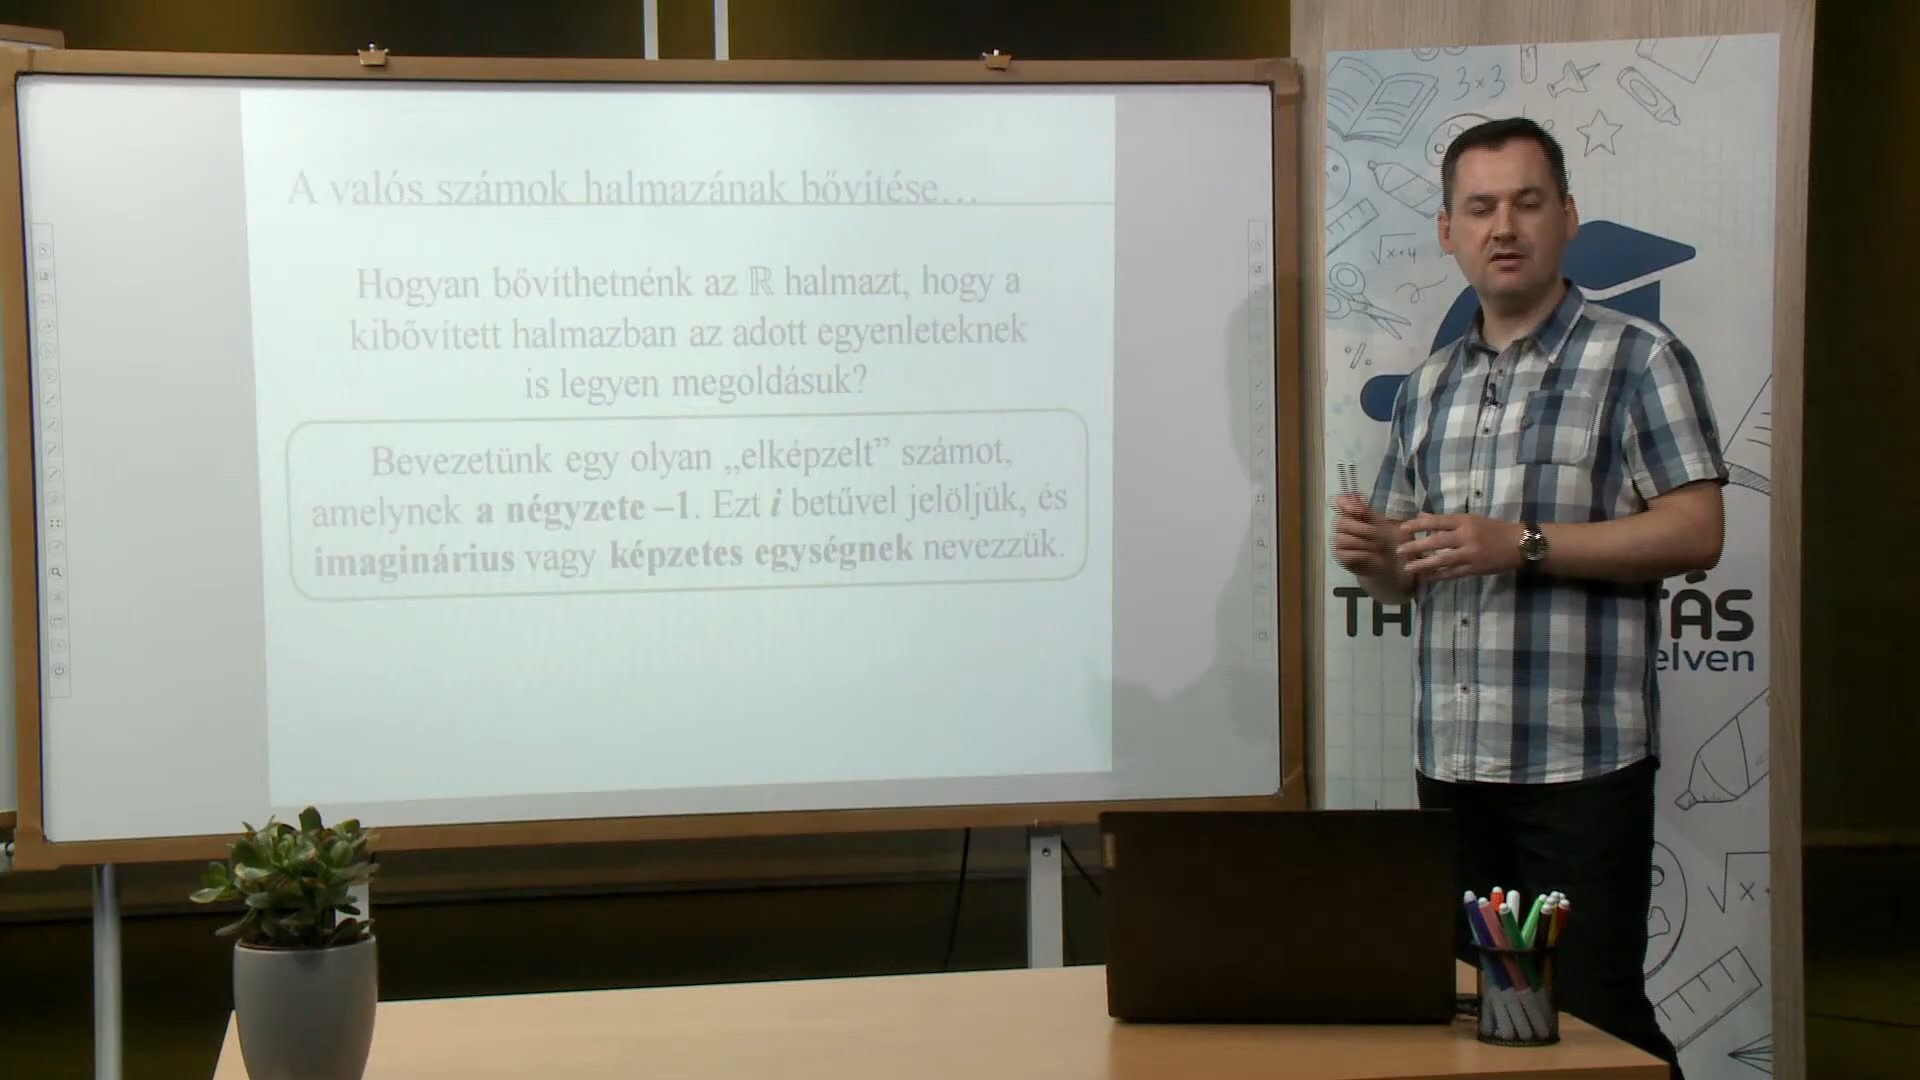 A valós számok halmazának bővítése…
Hogyan bővíthetnénk az ℝ halmazt, hogy a
kibővített halmazban az adott egyenleteknek
is legyen megoldásuk?
Bevezetünk egy olyan „elképzelt” számot,
amelynek a négyzete –1. Ezt i betűvel jelöljük, és
imaginárius vagy képzetes egységnek nevezzük.
3×3
√x+4
%
TA
TÁS
elven
√x+